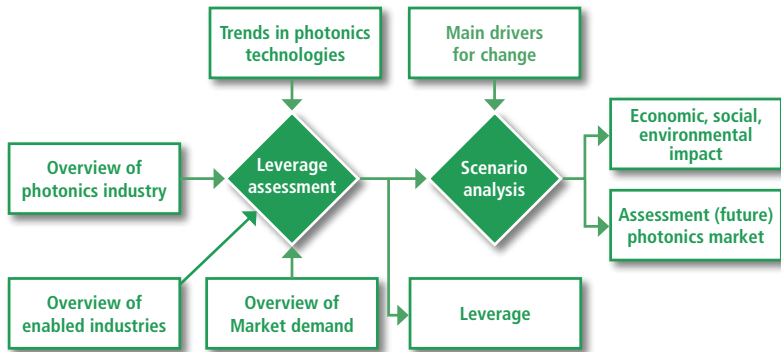 Trends in photonics
technologies
Main drivers
for change
Economic, social,
environmental
impact
Overview of
photonics industry
Leverage
assessment
Scenario
analysis
Assessment (future)
photonics market
Overview of
enabled industries
Overview of
Market demand
Leverage